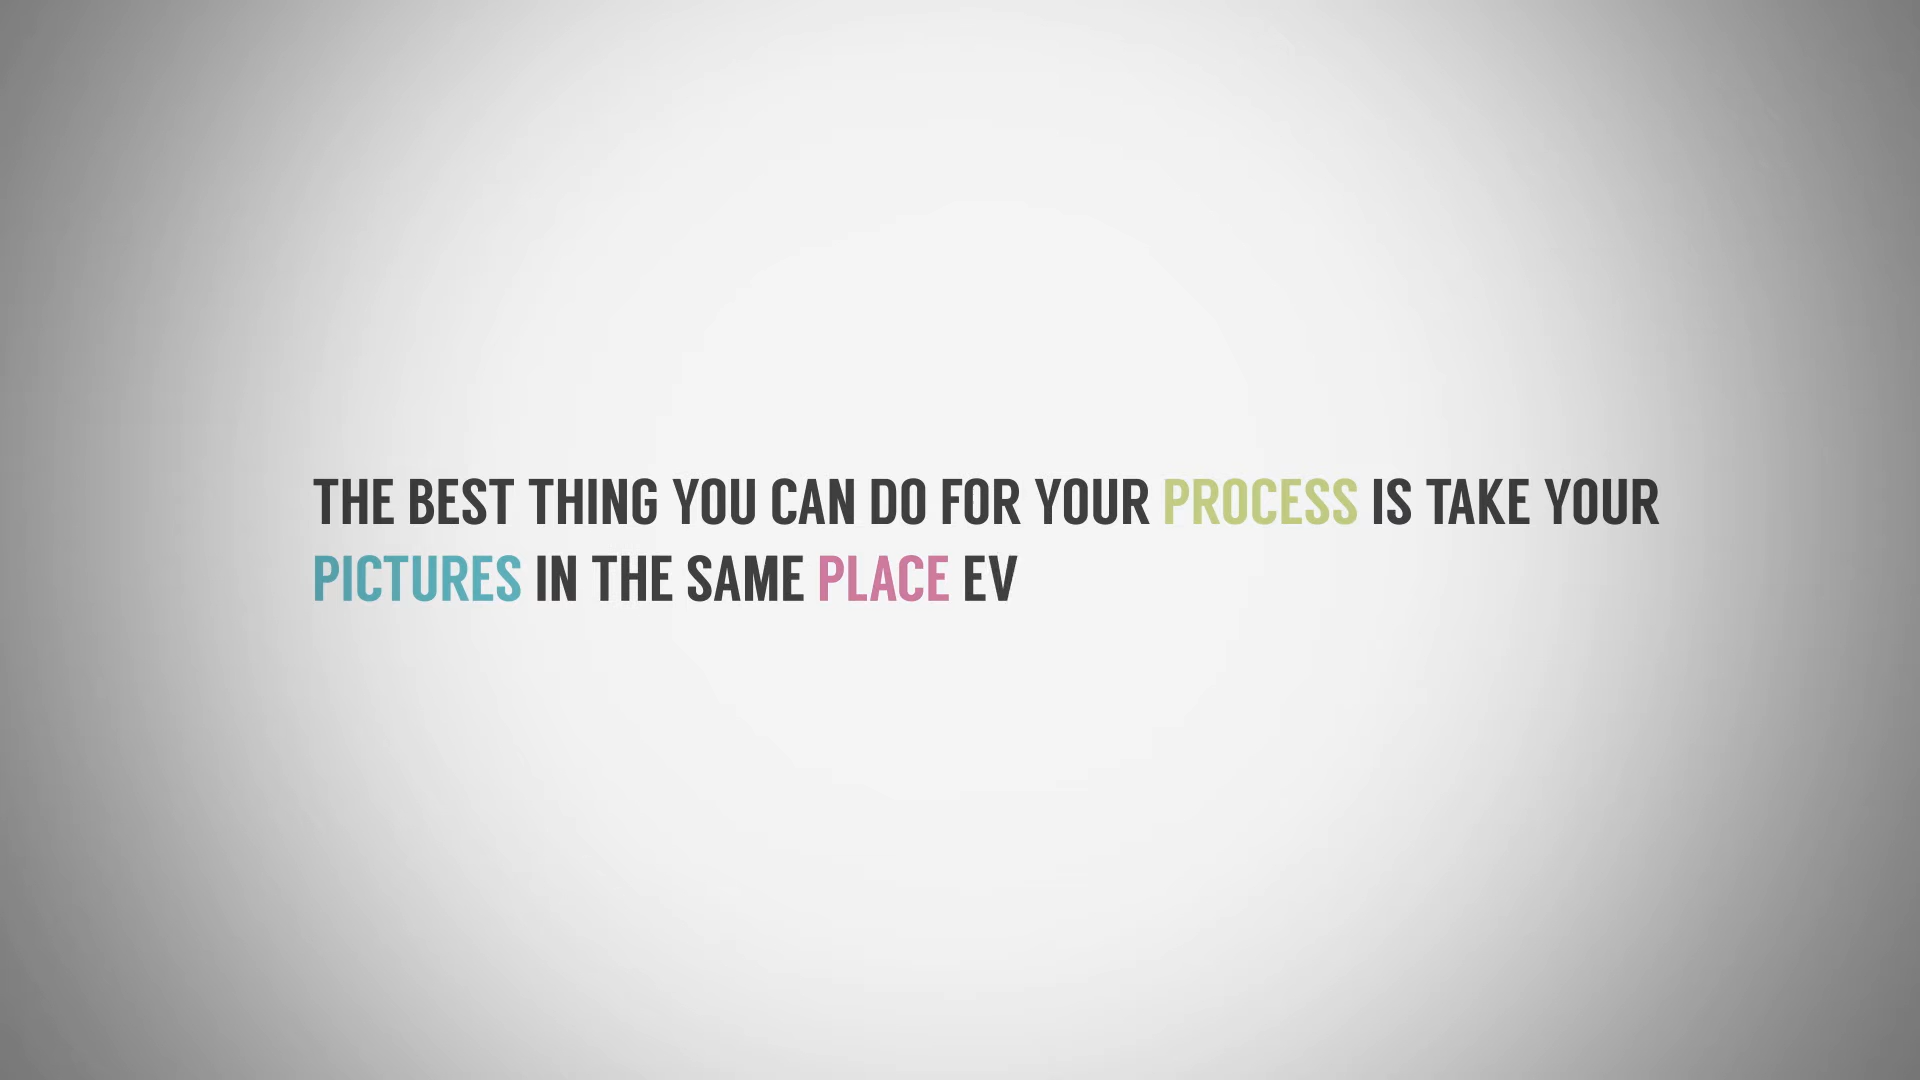 THE BEST THING YOU CAN DO FOR YOUR PROCESS IS TAKE YOUR
PICTURES IN THE SAME PLACE EV